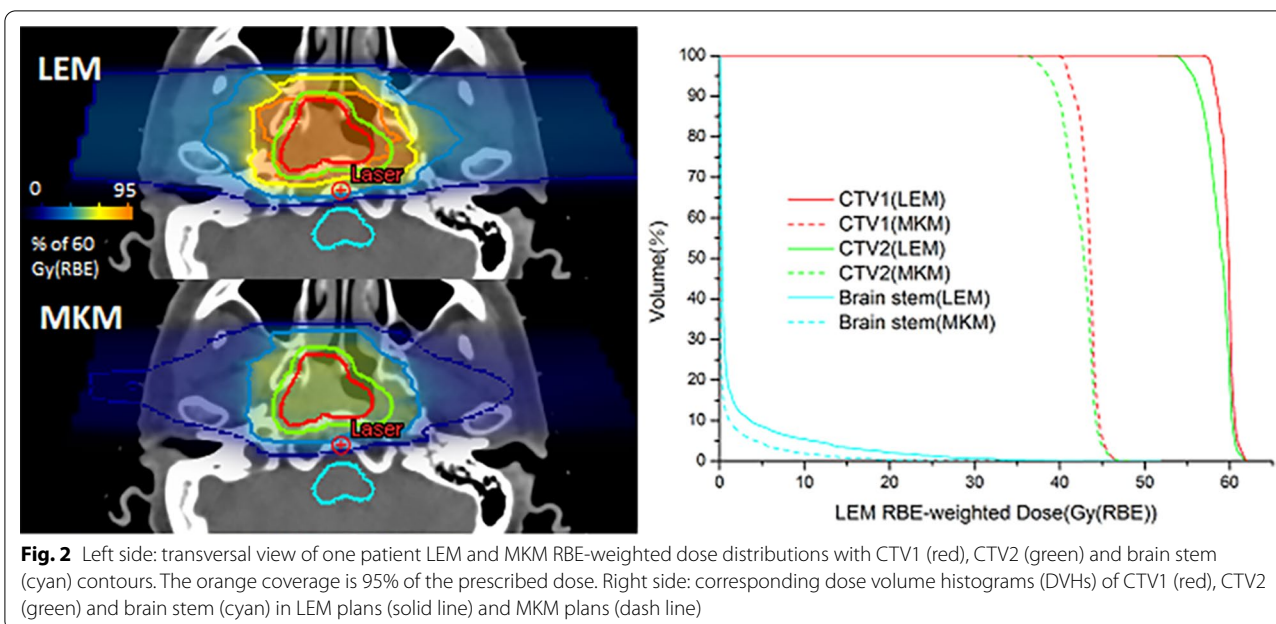 LEM
Laser
0 95
% of 60
Gy(RBE)
MKM
Laser
100
90
80
70
60
50
40
30
20
10
0
Volume(%)
CTV1(LEM)
CTV1(MKM)
CTV2(LEM)
CTV2(MKM)
Brain stem(LEM)
Brain stem(MKM)
0 10 20 30 40 50 60
LEM RBE-weighted Dose(Gy(RBE))
Fig. 2 Left side: transversal view of one patient LEM and MKM RBE-weighted dose distributions with CTV1 (red), CTV2 (green) and brain stem
(cyan) contours. The orange coverage is 95% of the prescribed dose. Right side: corresponding dose volume histograms (DVHs) of CTV1 (red), CTV2
(green) and brain stem (cyan) in LEM plans (solid line) and MKM plans (dash line)